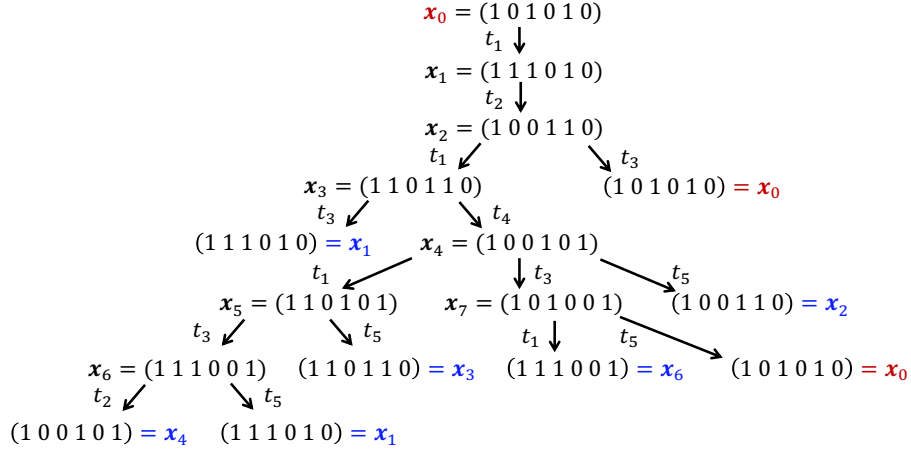 x₀ = (1 0 1 0 1 0)
t₁
x₁ = (1 1 1 0 1 0)
t₂
x₂ = (1 0 0 1 1 0)
t₁ t₃
x₃ = (1 1 0 1 1 0) (1 0 1 0 1 0) = x₀
t₃ t₄
(1 1 1 0 1 0) = x₁ x₄ = (1 0 0 1 0 1)
t₁ t₃ t₅
x₅ = (1 1 0 1 0 1) x₇ = (1 0 1 0 0 1) (1 0 0 1 1 0) = x₂
t₃ t₅ t₁ t₅
x₆ = (1 1 1 0 0 1) (1 1 0 1 1 0) = x₃ (1 1 1 0 0 1) = x₆ (1 0 1 0 1 0) = x₀
t₂ t₅
(1 0 0 1 0 1) = x₄ (1 1 1 0 1 0) = x₁